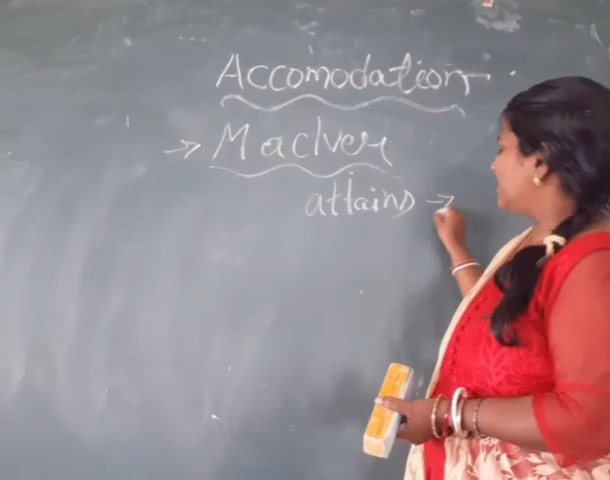 Accomodation
→ MacIver
attains →